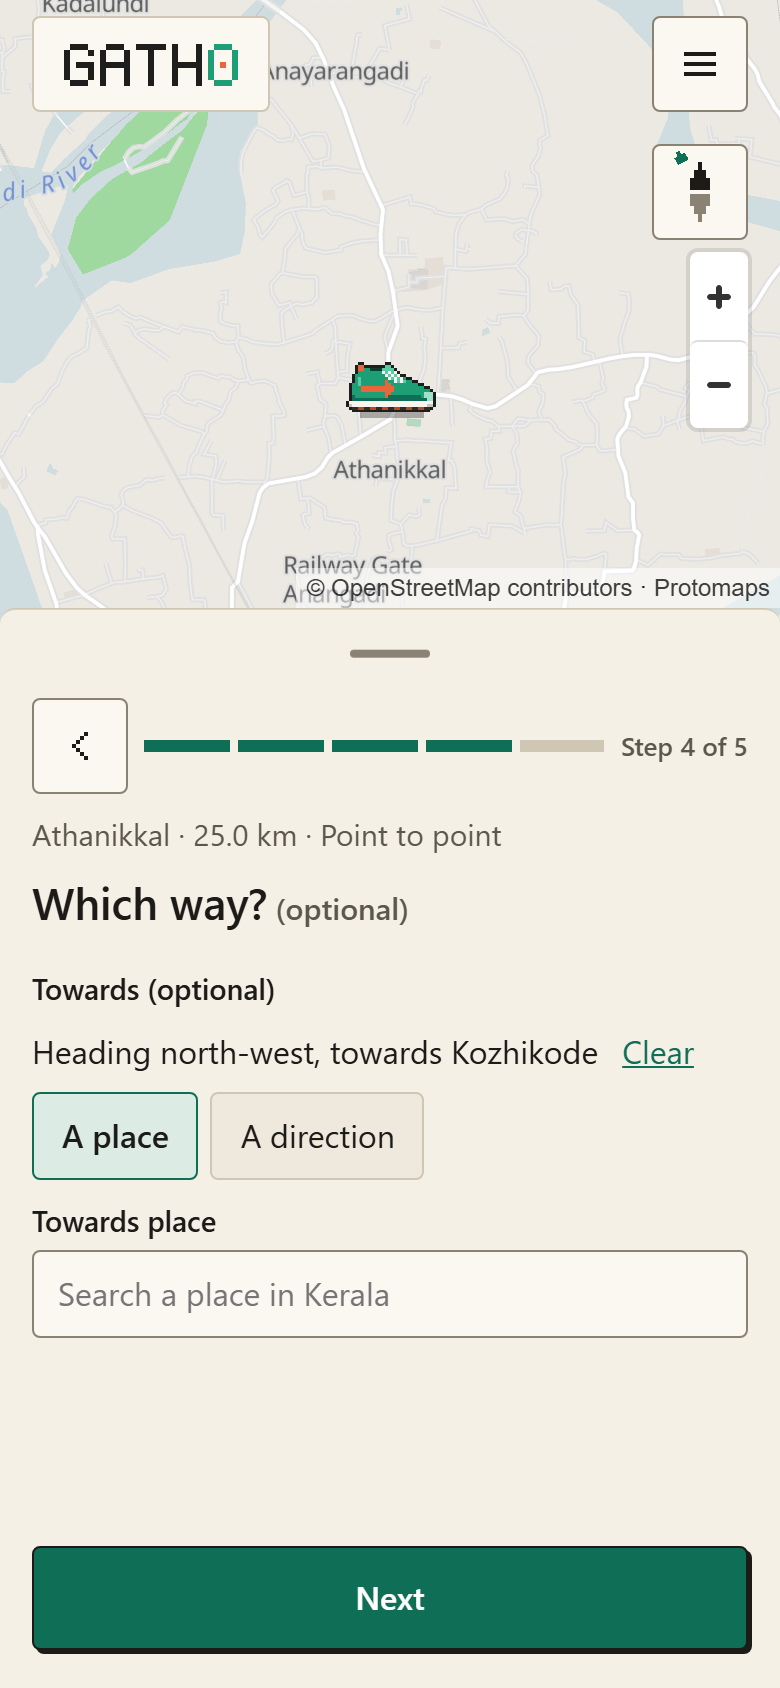 Kadalundi
GATHO
Anayarangadi
di River
Athanikkal
Railway Gate
Anangadi
© OpenStreetMap contributors · Protomaps
Step 4 of 5
Athanikkal · 25.0 km · Point to point
Which way? (optional)
Towards (optional)
Heading north-west, towards Kozhikode Clear
A place
A direction
Towards place
Search a place in Kerala
Next